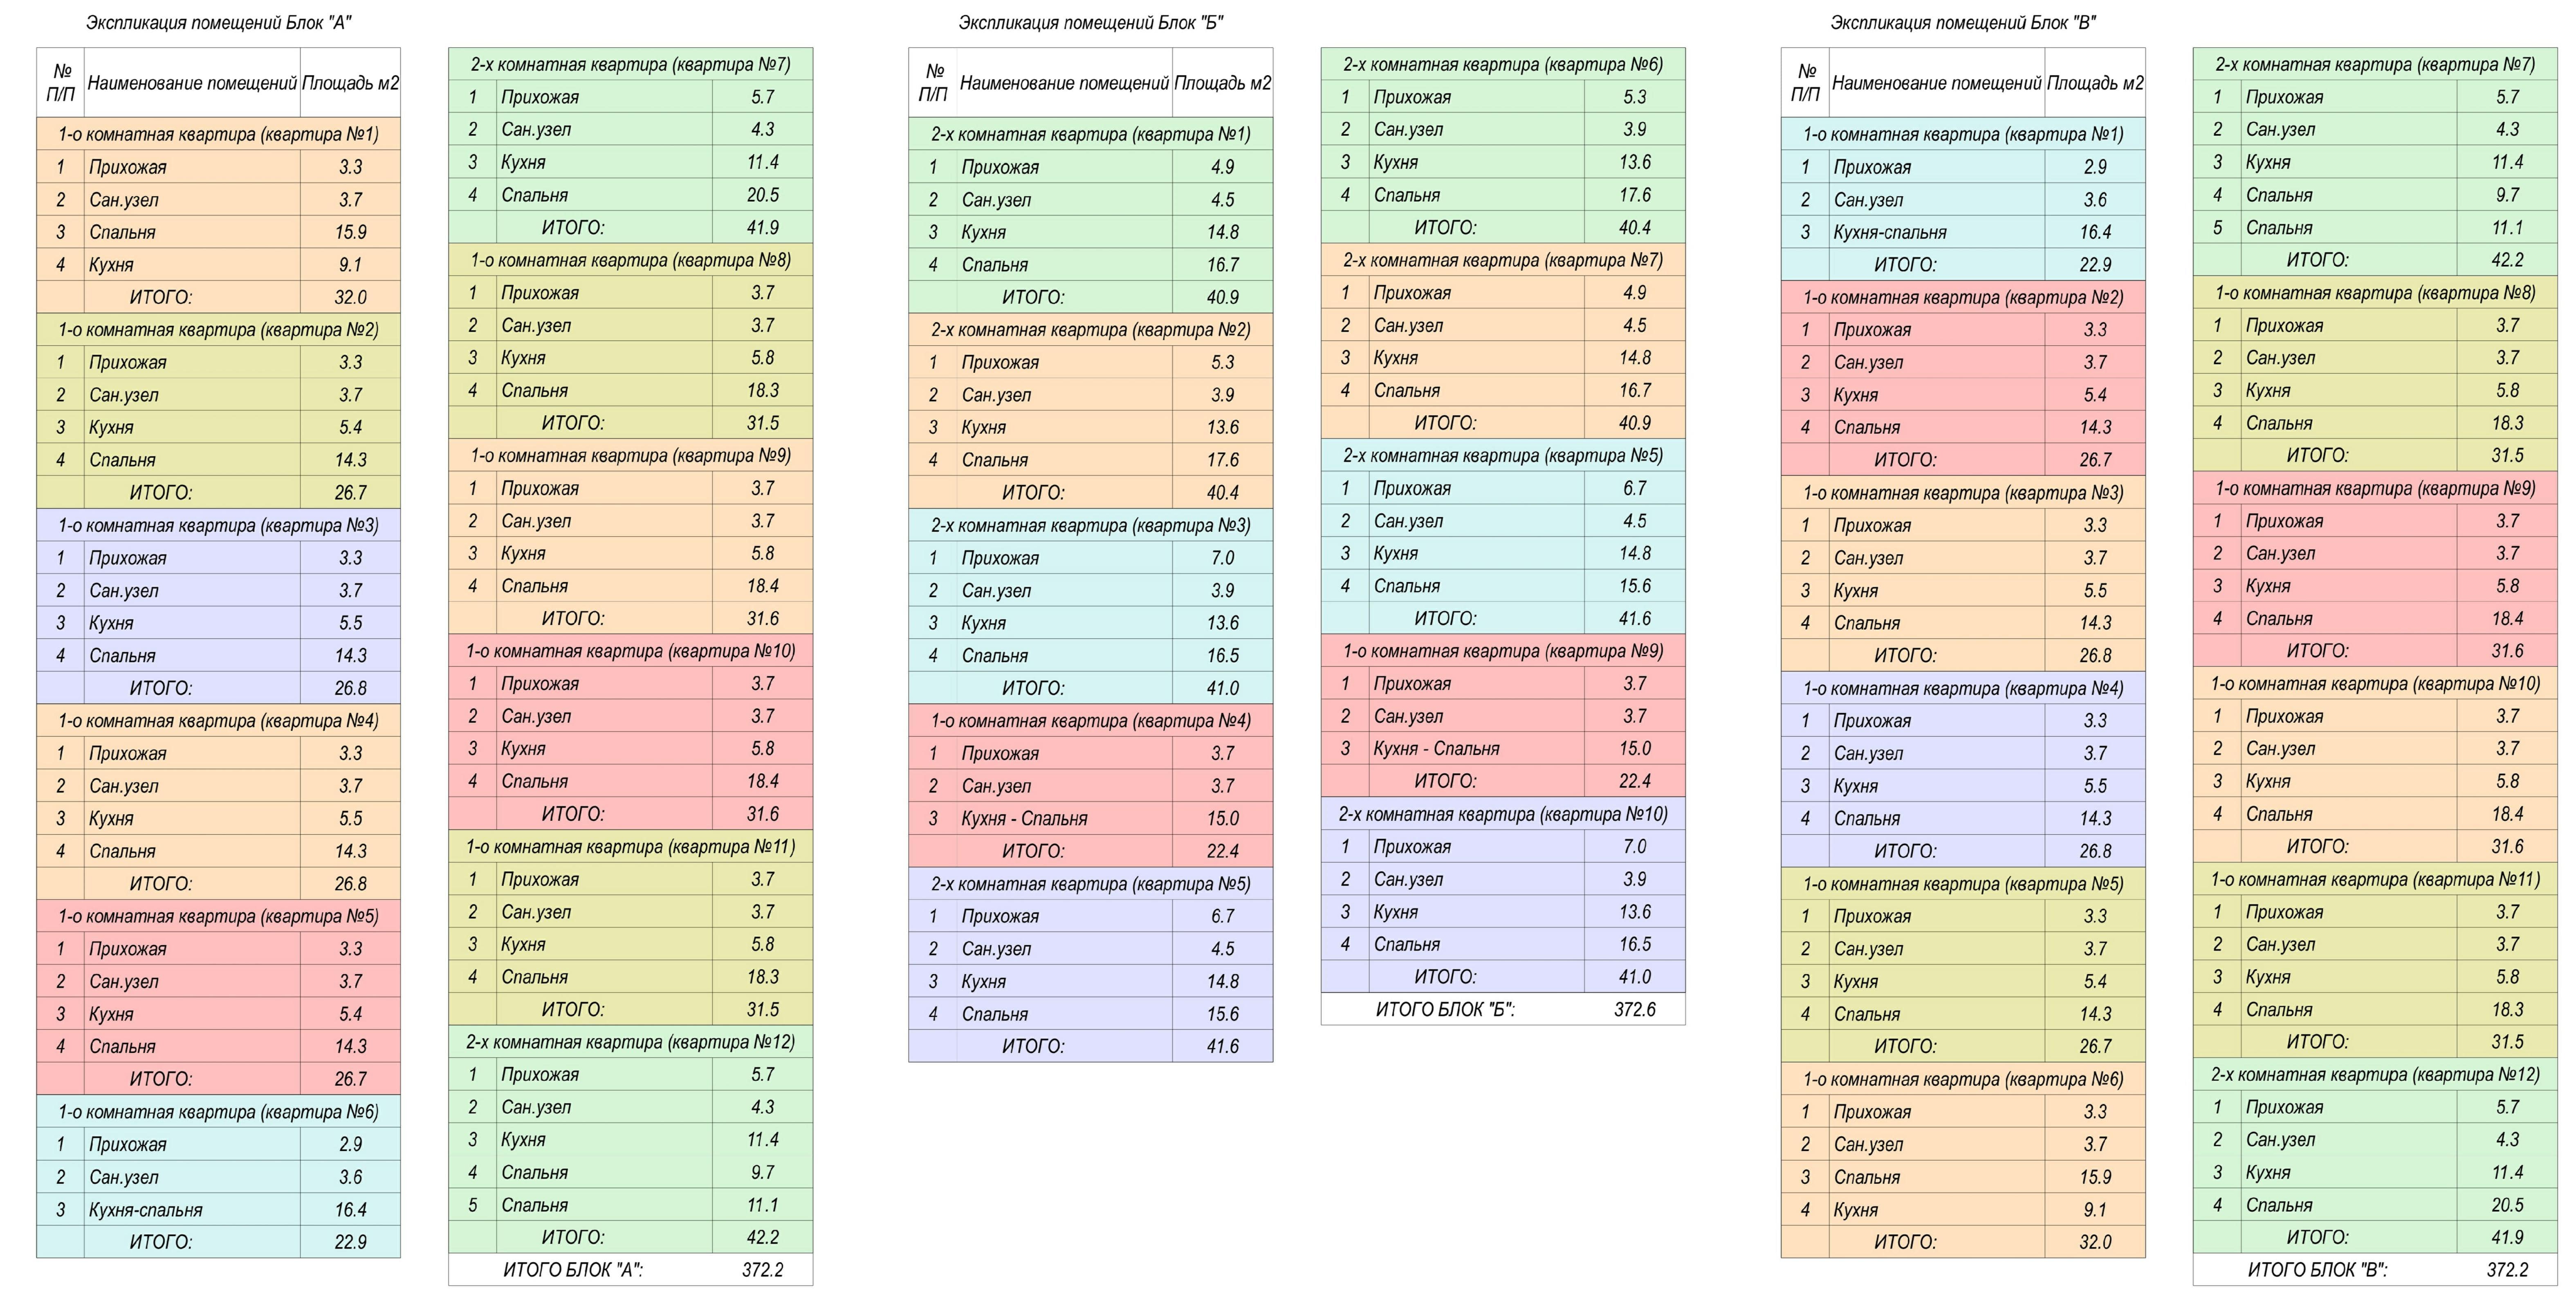 Экспликация помещений Блок "А"
№ П/П Наименование помещений Площадь м2
1-о комнатная квартира (квартира №1)
1 Прихожая 3.3
2 Сан.узел 3.7
3 Спальня 15.9
4 Кухня 9.1
ИТОГО: 32.0
1-о комнатная квартира (квартира №2)
1 Прихожая 3.3
2 Сан.узел 3.7
3 Кухня 5.4
4 Спальня 14.3
ИТОГО: 26.7
1-о комнатная квартира (квартира №3)
1 Прихожая 3.3
2 Сан.узел 3.7
3 Кухня 5.5
4 Спальня 14.3
ИТОГО: 26.8
1-о комнатная квартира (квартира №4)
1 Прихожая 3.3
2 Сан.узел 3.7
3 Кухня 5.5
4 Спальня 14.3
ИТОГО: 26.8
1-о комнатная квартира (квартира №5)
1 Прихожая 3.3
2 Сан.узел 3.7
3 Кухня 5.4
4 Спальня 14.3
ИТОГО: 26.7
1-о комнатная квартира (квартира №6)
1 Прихожая 2.9
2 Сан.узел 3.6
3 Кухня-спальня 16.4
ИТОГО: 22.9
2-х комнатная квартира (квартира №7)
1 Прихожая 5.7
2 Сан.узел 4.3
3 Кухня 11.4
4 Спальня 20.5
ИТОГО: 41.9
1-о комнатная квартира (квартира №8)
1 Прихожая 3.7
2 Сан.узел 3.7
3 Кухня 5.8
4 Спальня 18.3
ИТОГО: 31.5
1-о комнатная квартира (квартира №9)
1 Прихожая 3.7
2 Сан.узел 3.7
3 Кухня 5.8
4 Спальня 18.4
ИТОГО: 31.6
1-о комнатная квартира (квартира №10)
1 Прихожая 3.7
2 Сан.узел 3.7
3 Кухня 5.8
4 Спальня 18.4
ИТОГО: 31.6
1-о комнатная квартира (квартира №11)
1 Прихожая 3.7
2 Сан.узел 3.7
3 Кухня 5.8
4 Спальня 18.3
ИТОГО: 31.5
2-х комнатная квартира (квартира №12)
1 Прихожая 5.7
2 Сан.узел 4.3
3 Кухня 11.4
4 Спальня 9.7
5 Спальня 11.1
ИТОГО: 42.2
ИТОГО БЛОК "А": 372.2
Экспликация помещений Блок "Б"
№ П/П Наименование помещений Площадь м2
2-х комнатная квартира (квартира №1)
1 Прихожая 4.9
2 Сан.узел 4.5
3 Кухня 14.8
4 Спальня 16.7
ИТОГО: 40.9
2-х комнатная квартира (квартира №2)
1 Прихожая 5.3
2 Сан.узел 3.9
3 Кухня 13.6
4 Спальня 17.6
ИТОГО: 40.4
2-х комнатная квартира (квартира №3)
1 Прихожая 7.0
2 Сан.узел 3.9
3 Кухня 13.6
4 Спальня 16.5
ИТОГО: 41.0
1-о комнатная квартира (квартира №4)
1 Прихожая 3.7
2 Сан.узел 3.7
3 Кухня - Спальня 15.0
ИТОГО: 22.4
2-х комнатная квартира (квартира №5)
1 Прихожая 6.7
2 Сан.узел 4.5
3 Кухня 14.8
4 Спальня 15.6
ИТОГО: 41.6
2-х комнатная квартира (квартира №6)
1 Прихожая 5.3
2 Сан.узел 3.9
3 Кухня 13.6
4 Спальня 17.6
ИТОГО: 40.4
2-х комнатная квартира (квартира №7)
1 Прихожая 4.9
2 Сан.узел 4.5
3 Кухня 14.8
4 Спальня 16.7
ИТОГО: 40.9
2-х комнатная квартира (квартира №5)
1 Прихожая 6.7
2 Сан.узел 4.5
3 Кухня 14.8
4 Спальня 15.6
ИТОГО: 41.6
1-о комнатная квартира (квартира №9)
1 Прихожая 3.7
2 Сан.узел 3.7
3 Кухня - Спальня 15.0
ИТОГО: 22.4
2-х комнатная квартира (квартира №10)
1 Прихожая 7.0
2 Сан.узел 3.9
3 Кухня 13.6
4 Спальня 16.5
ИТОГО: 41.0
ИТОГО БЛОК "Б": 372.6
Экспликация помещений Блок "В"
№ П/П Наименование помещений Площадь м2
1-о комнатная квартира (квартира №1)
1 Прихожая 2.9
2 Сан.узел 3.6
3 Кухня-спальня 16.4
ИТОГО: 22.9
1-о комнатная квартира (квартира №2)
1 Прихожая 3.3
2 Сан.узел 3.7
3 Кухня 5.4
4 Спальня 14.3
ИТОГО: 26.7
1-о комнатная квартира (квартира №3)
1 Прихожая 3.3
2 Сан.узел 3.7
3 Кухня 5.5
4 Спальня 14.3
ИТОГО: 26.8
1-о комнатная квартира (квартира №4)
1 Прихожая 3.3
2 Сан.узел 3.7
3 Кухня 5.5
4 Спальня 14.3
ИТОГО: 26.8
1-о комнатная квартира (квартира №5)
1 Прихожая 3.3
2 Сан.узел 3.7
3 Кухня 5.4
4 Спальня 14.3
ИТОГО: 26.7
1-о комнатная квартира (квартира №6)
1 Прихожая 3.3
2 Сан.узел 3.7
3 Спальня 15.9
4 Кухня 9.1
ИТОГО: 32.0
2-х комнатная квартира (квартира №7)
1 Прихожая 5.7
2 Сан.узел 4.3
3 Кухня 11.4
4 Спальня 9.7
5 Спальня 11.1
ИТОГО: 42.2
1-о комнатная квартира (квартира №8)
1 Прихожая 3.7
2 Сан.узел 3.7
3 Кухня 5.8
4 Спальня 18.3
ИТОГО: 31.5
1-о комнатная квартира (квартира №9)
1 Прихожая 3.7
2 Сан.узел 3.7
3 Кухня 5.8
4 Спальня 18.4
ИТОГО: 31.6
1-о комнатная квартира (квартира №10)
1 Прихожая 3.7
2 Сан.узел 3.7
3 Кухня 5.8
4 Спальня 18.4
ИТОГО: 31.6
1-о комнатная квартира (квартира №11)
1 Прихожая 3.7
2 Сан.узел 3.7
3 Кухня 5.8
4 Спальня 18.3
ИТОГО: 31.5
2-х комнатная квартира (квартира №12)
1 Прихожая 5.7
2 Сан.узел 4.3
3 Кухня 11.4
4 Спальня 20.5
ИТОГО: 41.9
ИТОГО БЛОК "В": 372.2